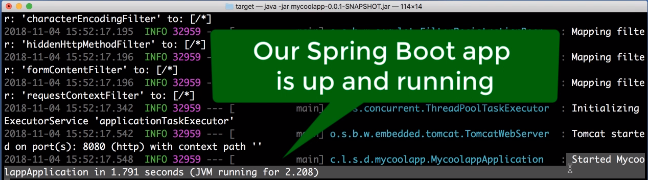 target — java -jar mycoolapp-0.0.1-SNAPSHOT.jar — 114×14
r: 'characterEncodingFilter' to: [/*]
2018-11-04 15:52:17.195 INFO 32959 --- [ Mapping filte
r: 'hiddenHttpMethodFilter' to: [/*]
2018-11-04 15:52:17.195 INFO 32959 --- [ Mapping filte
r: 'formContentFilter' to: [/*]
2018-11-04 15:52:17.196 INFO 32959 --- [ : Mapping filte
r: 'requestContextFilter' to: [/*]
2018-11-04 15:52:17.342 INFO 32959 --- [ main] .s.concurrent.ThreadPoolTaskExecutor : Initializing
ExecutorService 'applicationTaskExecutor'
2018-11-04 15:52:17.543 INFO 32959 --- [ main] o.s.b.w.embedded.tomcat.TomcatWebServer : Tomcat starte
d on port(s): 8080 (http) with context path ''
2018-11-04 15:52:17.548 INFO 32959 --- [ main] c.l.s.d.mycoolapp.MycoolappApplication : Started Mycoo
lappApplication in 1.791 seconds (JVM running for 2.208)
Our Spring Boot app
is up and running